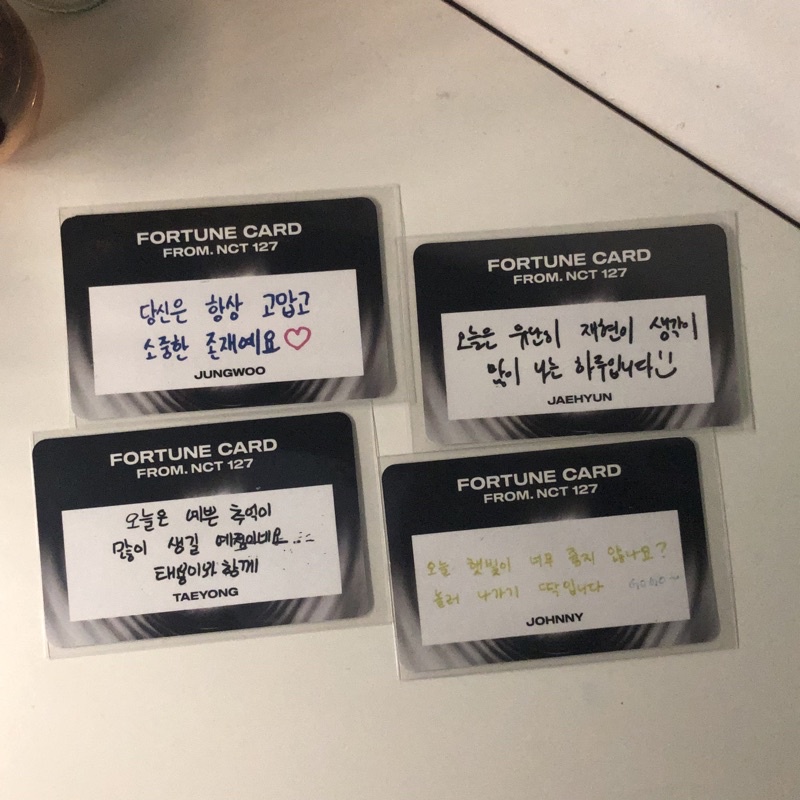 FORTUNE CARD
FROM. NCT 127
당신은 항상 고맙고
소중한 존재예요♡
JUNGWOO
FORTUNE CARD
FROM. NCT 127
오늘은 유난히 재현이 생각이
많이 나는 하루입니다
JAEHYUN
FORTUNE CARD
FROM. NCT 127
오늘은 예쁜 추억이
많이 생길 예정이네요
태용이와 함께
TAEYONG
FORTUNE CARD
FROM. NCT 127
오늘 햇빛이 너무 좋지 않나요?
놀러 나가기 딱입니다 GoGo~
JOHNNY